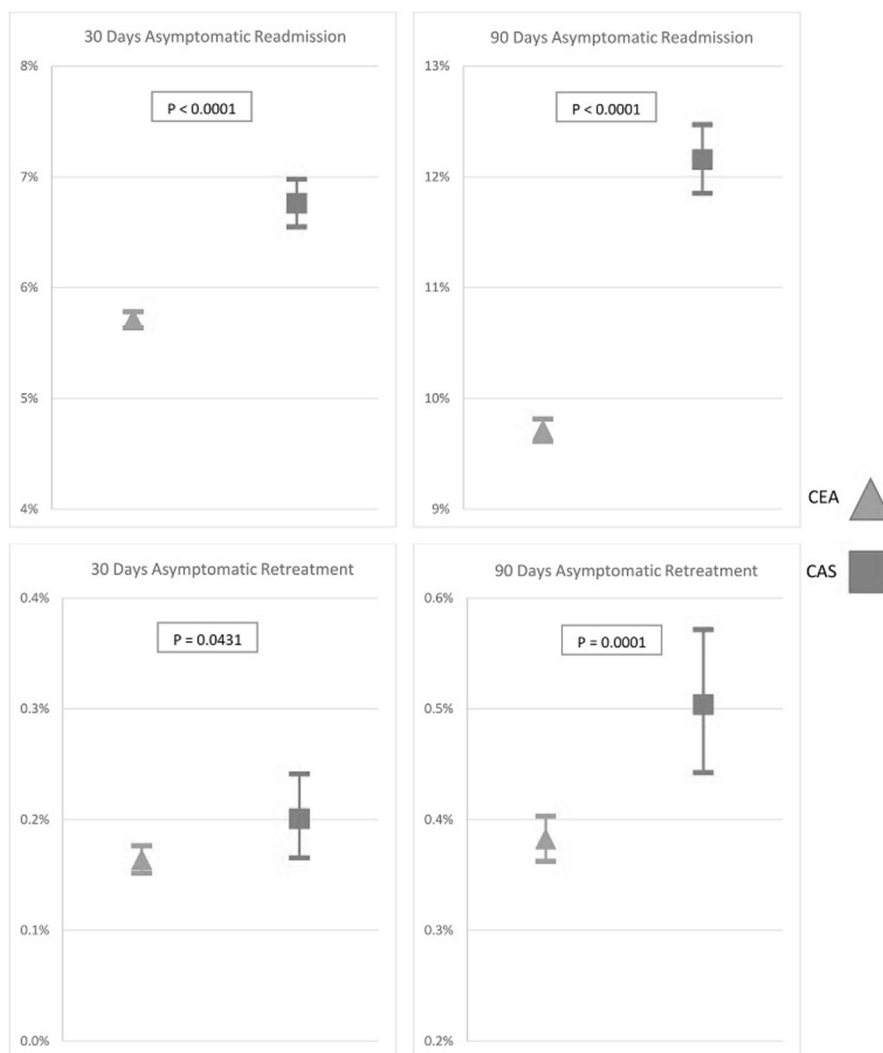 30 Days Asymptomatic Readmission
8%
7%
6%
5%
4%
P < 0.0001
90 Days Asymptomatic Readmission
13%
12%
11%
10%
9%
P < 0.0001
CEA
CAS
30 Days Asymptomatic Retreatment
0.4%
0.3%
0.2%
0.1%
0.0%
P = 0.0431
90 Days Asymptomatic Retreatment
0.6%
0.5%
0.4%
0.3%
0.2%
P = 0.0001